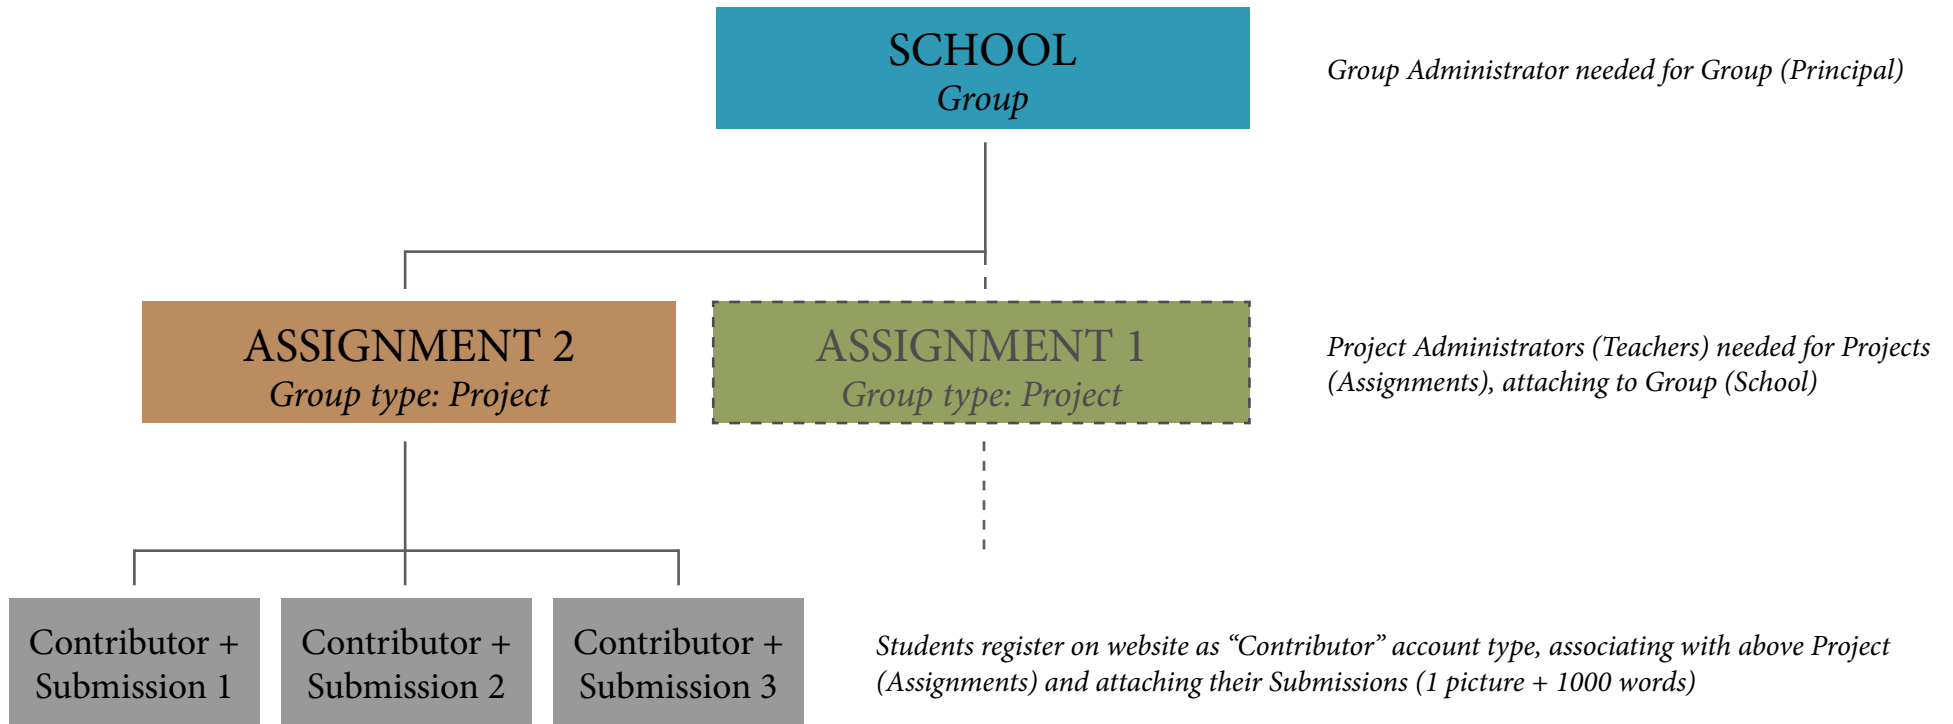 SCHOOL
Group
Group Administrator needed for Group (Principal)
ASSIGNMENT 2
Group type: Project
ASSIGNMENT 1
Group type: Project
Project Administrators (Teachers) needed for Projects
(Assignments), attaching to Group (School)
Contributor +
Submission 1
Contributor +
Submission 2
Contributor +
Submission 3
Students register on website as “Contributor” account type, associating with above Project
(Assignments) and attaching their Submissions (1 picture + 1000 words)